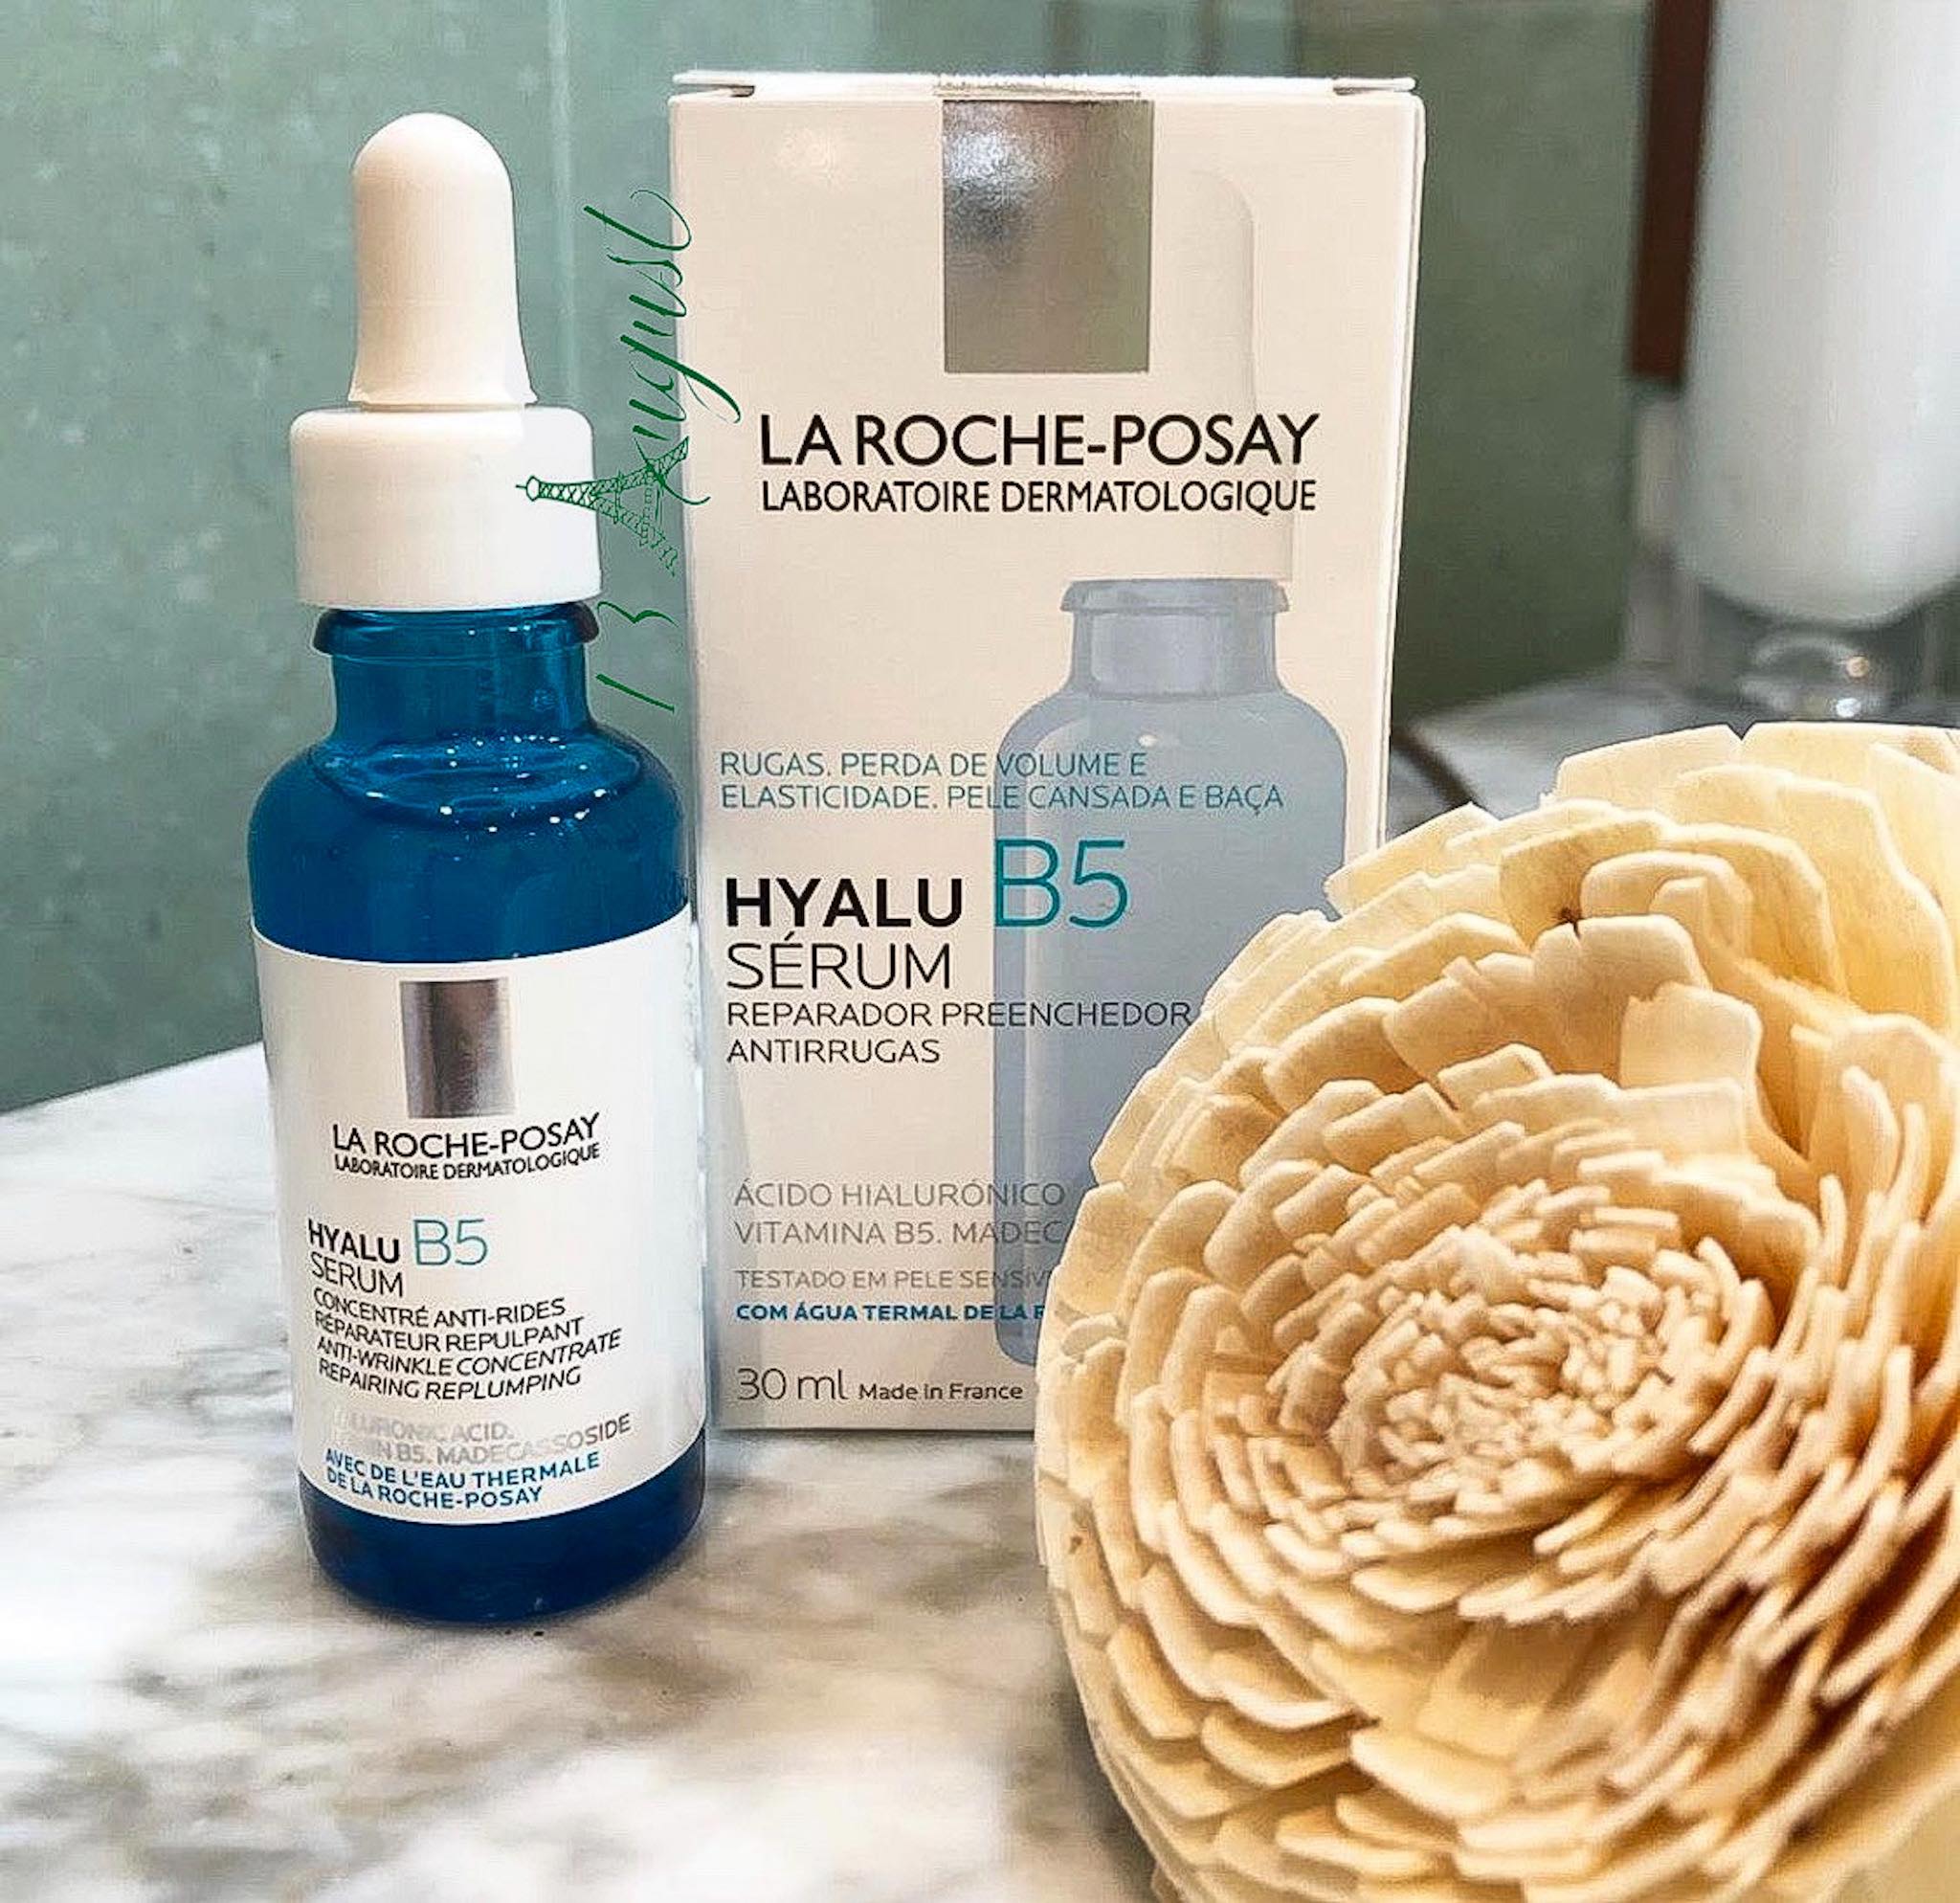 13 August
LA ROCHE-POSAY
LABORATOIRE DERMATOLOGIQUE
RUGAS. PERDA DE VOLUME E
ELASTICIDADE. PELE CANSADA E BAÇA
HYALU B5
SÉRUM
REPARADOR PREENCHEDOR
ANTIRRUGAS
ÁCIDO HIALURÓNICO
VITAMINA B5.
TESTADO EM PELE
COM ÁGUA TERMAL DE LA
30 ml Made in France
LA ROCHE-POSAY
LABORATOIRE DERMATOLOGIQUE
HYALU B5
SERUM
CONCENTRÉ ANTI-RIDES
RÉPARATEUR REPULPANT
ANTI-WRINKLE CONCENTRATE
REPAIRING REPLUMPING
ACID.
B5. MADECASSOSIDE
AVEC DE L'EAU THERMALE
DE LA ROCHE-POSAY